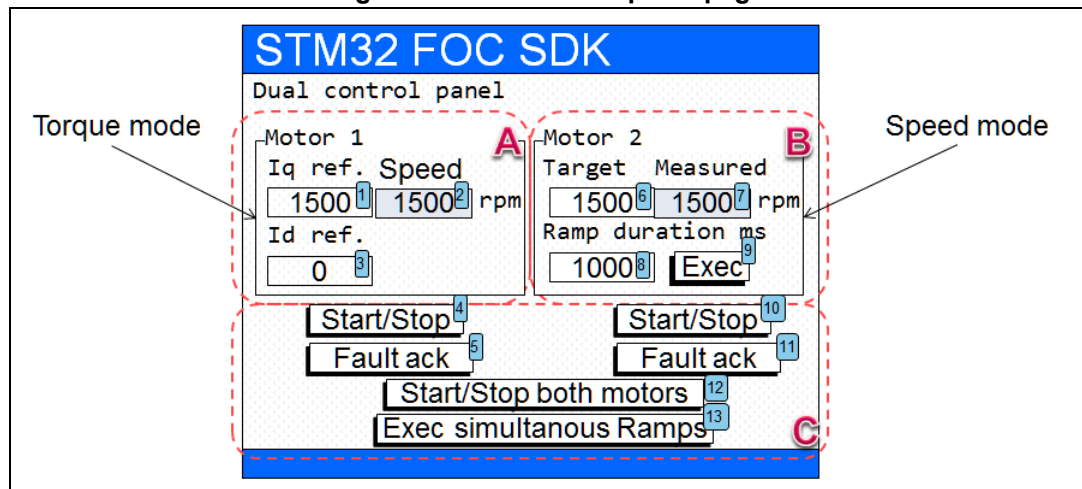 STM32 FOC SDK
Dual control panel
Torque mode
Speed mode
Motor 1 A
Iq ref. Speed
1500 1 1500 2 rpm
Id ref.
0 3
Motor 2 B
Target Measured
1500 6 1500 7 rpm
Ramp duration ms
1000 8 Exec 9
Start/Stop 4 Start/Stop 10
Fault ack 5 Fault ack 11
Start/Stop both motors 12
Exec simultanous Ramps 13
C